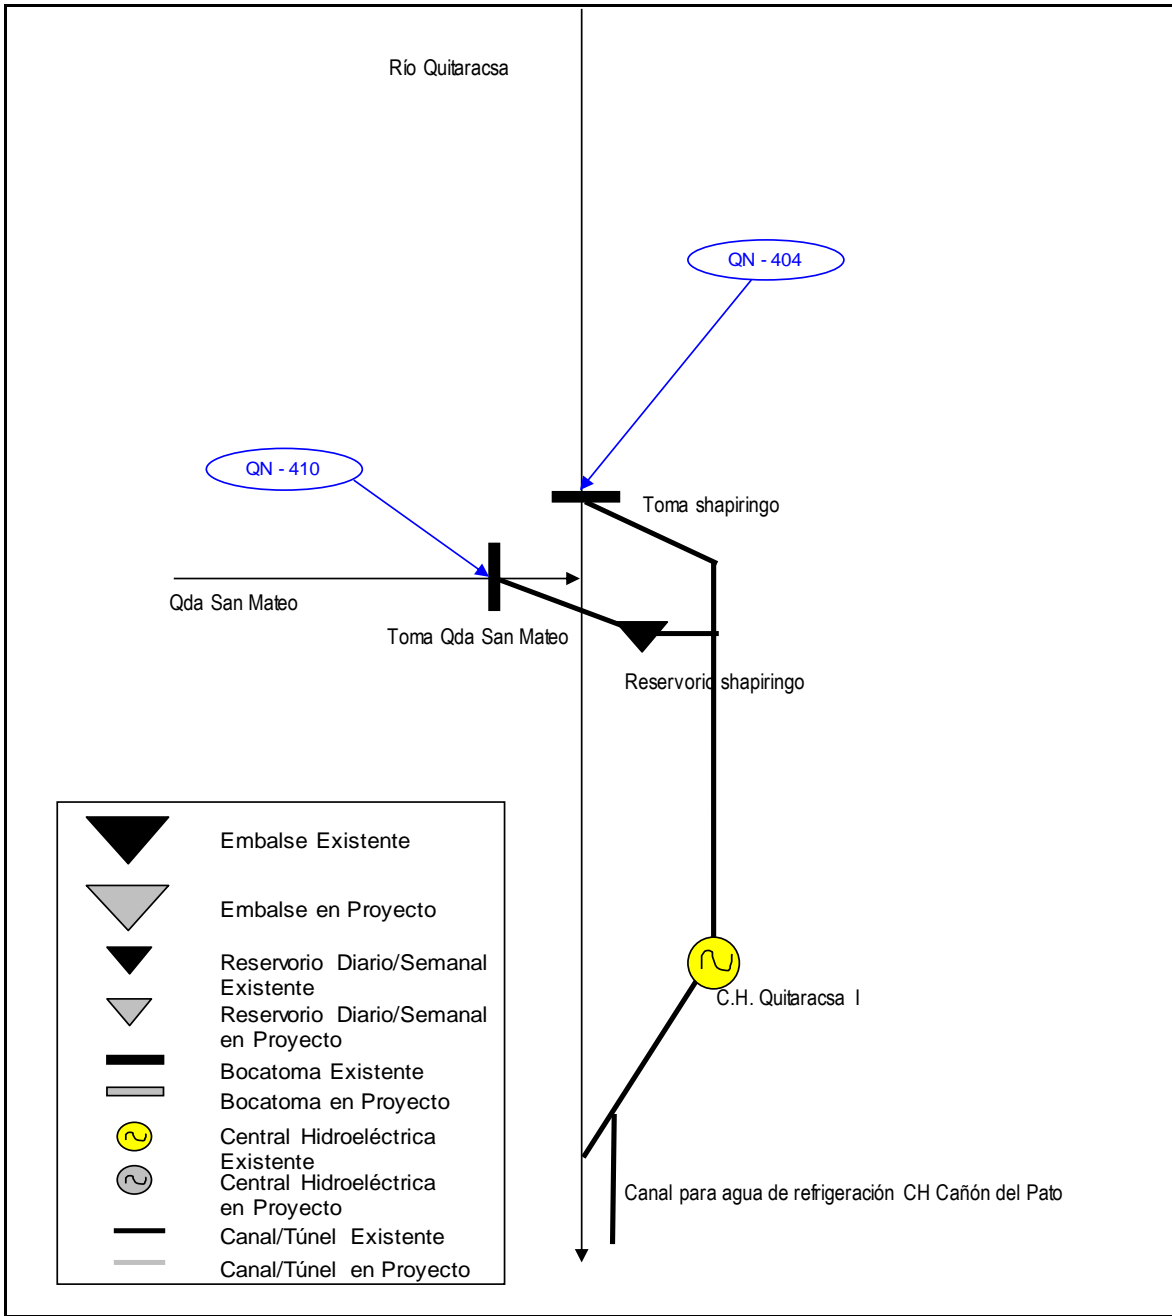 Río Quitaracsa
QN - 404
QN - 410
Toma shapiringo
Qda San Mateo
Toma Qda San Mateo
Reservorio shapiringo
C.H. Quitaracsa I
Canal para agua de refrigeración CH Cañón del Pato
Embalse Existente
Embalse en Proyecto
Reservorio Diario/Semanal
Existente
Reservorio Diario/Semanal
en Proyecto
Bocatoma Existente
Bocatoma en Proyecto
Central Hidroeléctrica
Existente
Central Hidroeléctrica
en Proyecto
Canal/Túnel Existente
Canal/Túnel en Proyecto